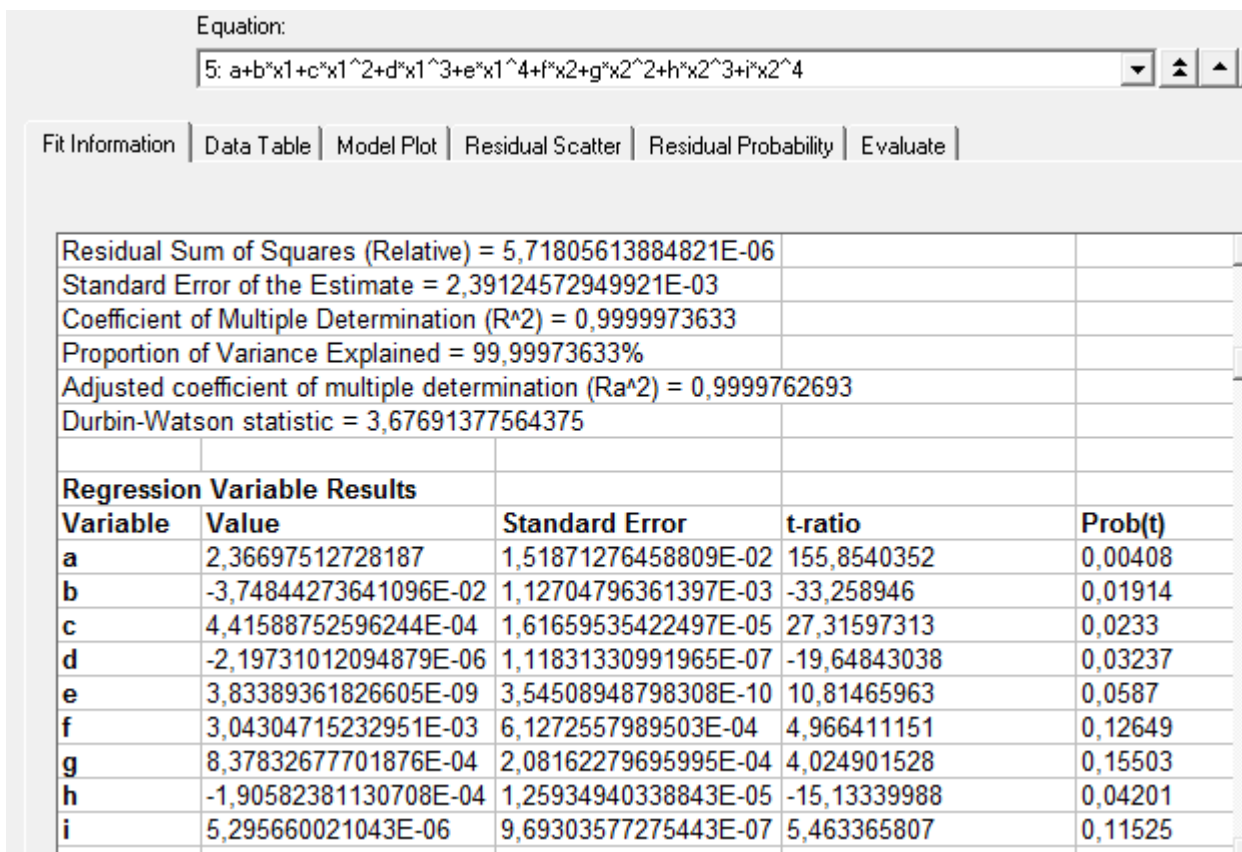 Equation:
5: a+b*x1+c*x1^2+d*x1^3+e*x1^4+f*x2+g*x2^2+h*x2^3+i*x2^4
Fit Information Data Table Model Plot Residual Scatter Residual Probability Evaluate
Residual Sum of Squares (Relative) = 5,71805613884821E-06
Standard Error of the Estimate = 2,39124572949921E-03
Coefficient of Multiple Determination (R^2) = 0,9999973633
Proportion of Variance Explained = 99,99973633%
Adjusted coefficient of multiple determination (Ra^2) = 0,9999762693
Durbin-Watson statistic = 3,67691377564375
Regression Variable Results
Variable Value Standard Error t-ratio Prob(t)
a 2,36697512728187 1,51871276458809E-02 155,8540352 0,00408
b -3,74844273641096E-02 1,12704796361397E-03 -33,258946 0,01914
c 4,41588752596244E-04 1,61659535422497E-05 27,31597313 0,0233
d -2,19731012094879E-06 1,11831330991965E-07 -19,64843038 0,03237
e 3,83389361826605E-09 3,54508948798308E-10 10,81465963 0,0587
f 3,04304715232951E-03 6,1272557989503E-04 4,966411151 0,12649
g 8,37832677701876E-04 2,08162279695995E-04 4,024901528 0,15503
h -1,90582381130708E-04 1,25934940338843E-05 -15,13339988 0,04201
i 5,295660021043E-06 9,69303577275443E-07 5,463365807 0,11525